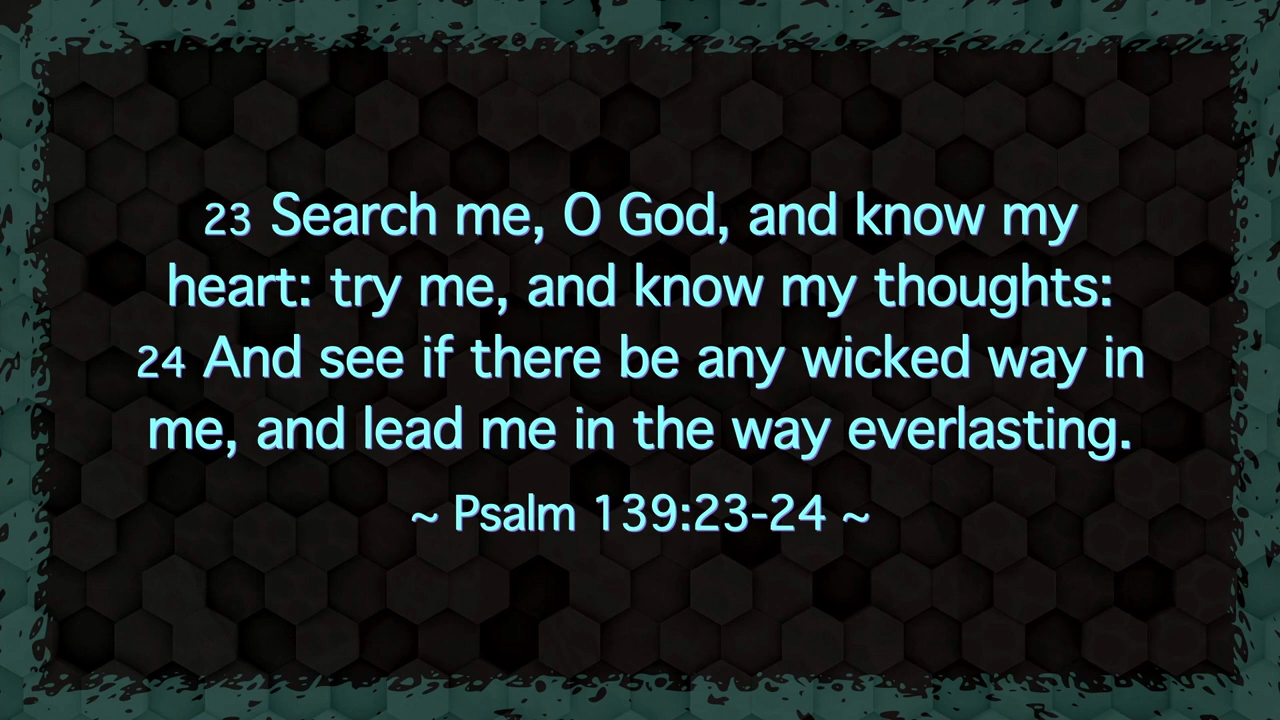 23 Search me, O God, and know my
heart: try me, and know my thoughts:
24 And see if there be any wicked way in
me, and lead me in the way everlasting.
~ Psalm 139:23-24 ~